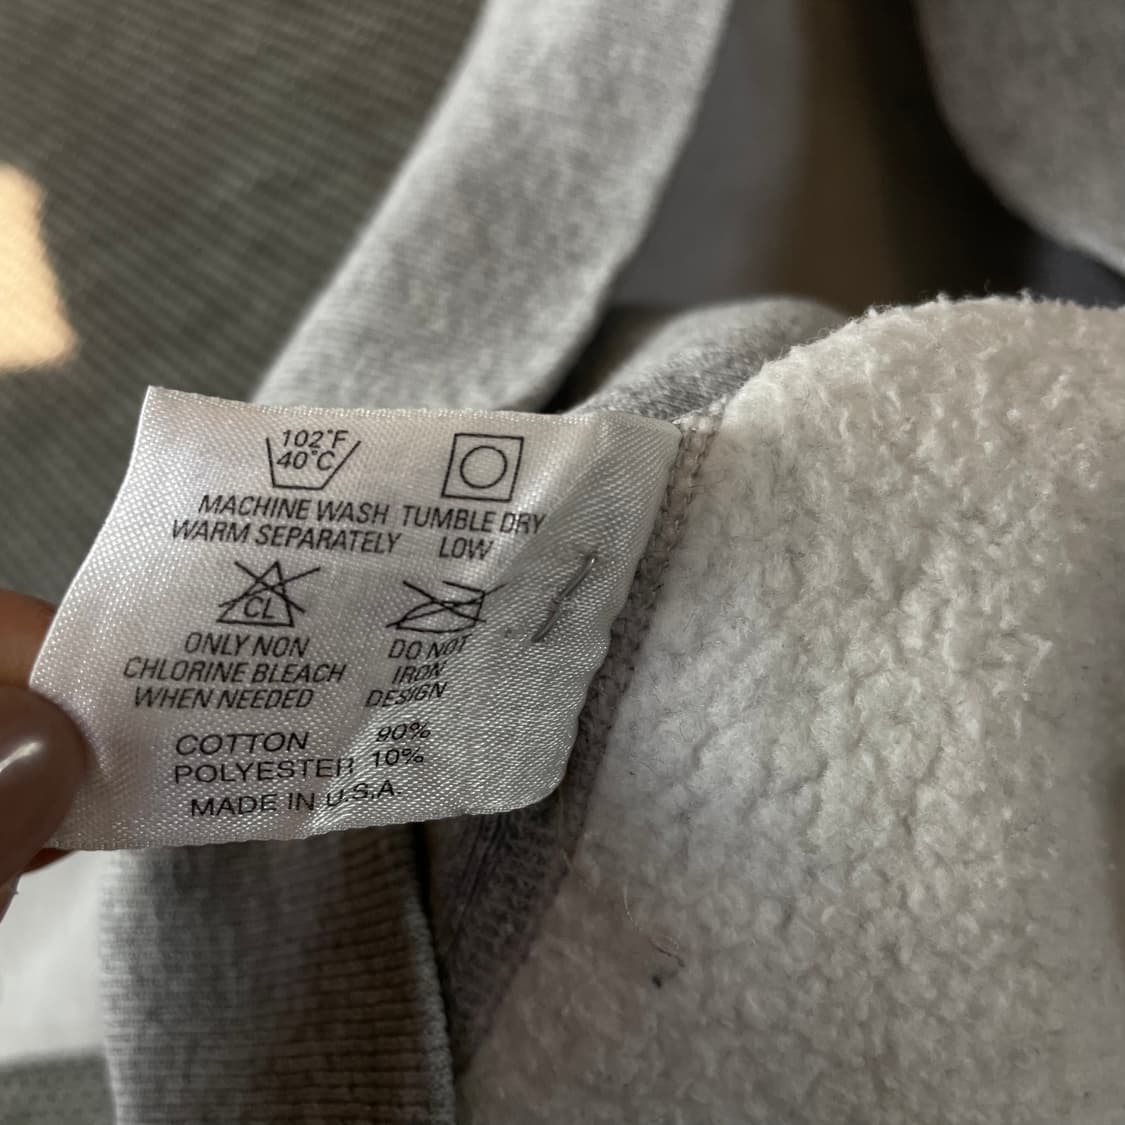 102°F
40°C
MACHINE WASH
WARM SEPARATELY
TUMBLE DRY
LOW
CL
ONLY NON
CHLORINE BLEACH
WHEN NEEDED
DO NOT
IRON
DESIGN
COTTON 90%
POLYESTER 10%
MADE IN U.S.A.